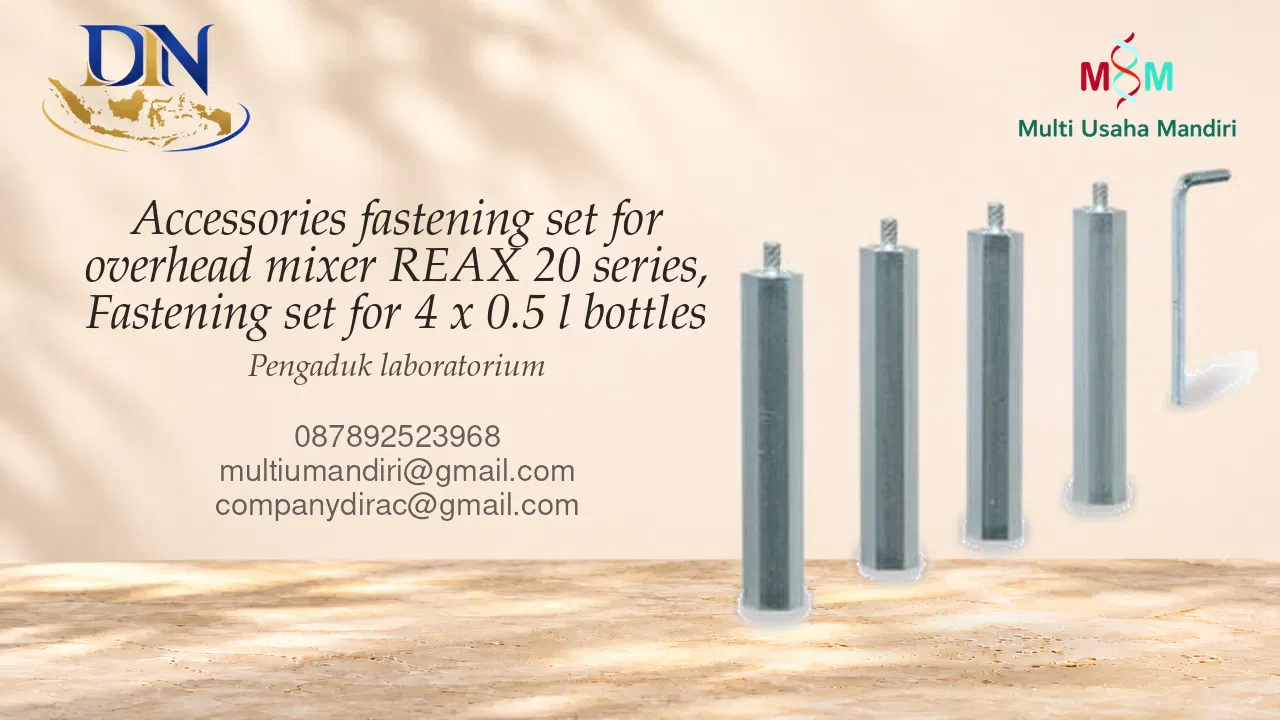 DIN
M M
Multi Usaha Mandiri
Accessories fastening set for
overhead mixer REAX 20 series,
Fastening set for 4 x 0.5 l bottles
Pengaduk laboratorium
087892523968
multiumandiri@gmail.com
companydirac@gmail.com